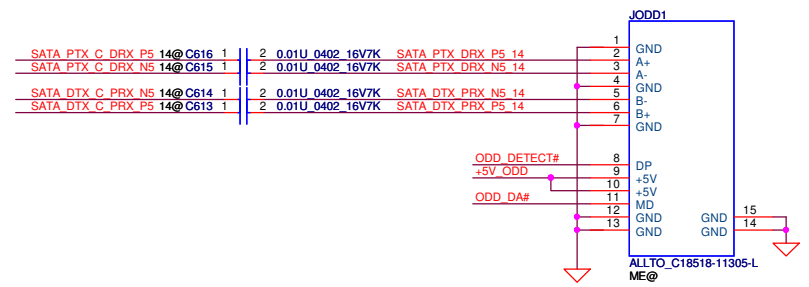 JODD1
1 GND
SATA_PTX_C_DRX_P5 14@ C616 1 2 0.01U_0402_16V7K SATA_PTX_DRX_P5_14 2 A+
SATA_PTX_C_DRX_N5 14@ C615 1 2 0.01U_0402_16V7K SATA_PTX_DRX_N5_14 3 A-
4 GND
SATA_DTX_C_PRX_N5 14@ C614 1 2 0.01U_0402_16V7K SATA_DTX_PRX_N5_14 5 B-
SATA_DTX_C_PRX_P5 14@ C613 1 2 0.01U_0402_16V7K SATA_DTX_PRX_P5_14 6 B+
7 GND
ODD_DETECT# 8 DP
+5V_ODD 9 +5V
10 +5V
ODD_DA# 11 MD
12 GND GND 15
13 GND GND 14
ALLTO_C18518-11305-L
ME@